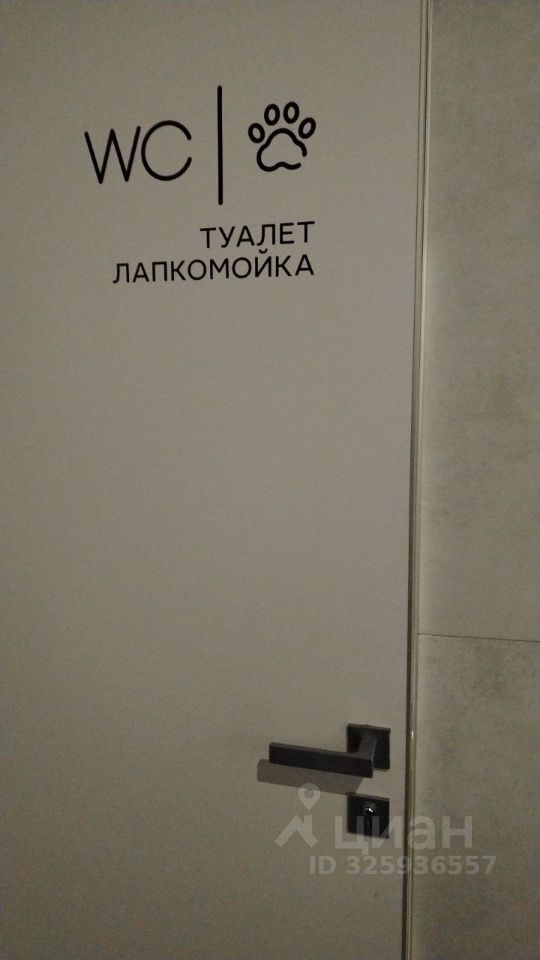 WC
ТУАЛЕТ
ЛАПКОМОЙКА
циан
ID 325936557